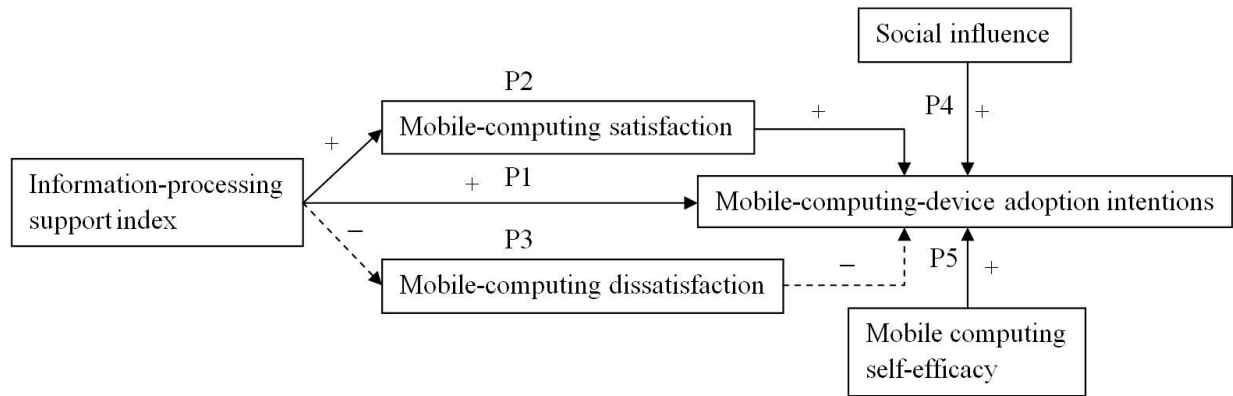 Social influence
P2
P4
+
Mobile-computing satisfaction
+
+
Information-processing
support index
+
P1
Mobile-computing-device adoption intentions
–
P3
Mobile-computing dissatisfaction
–
P5
+
Mobile computing
self-efficacy